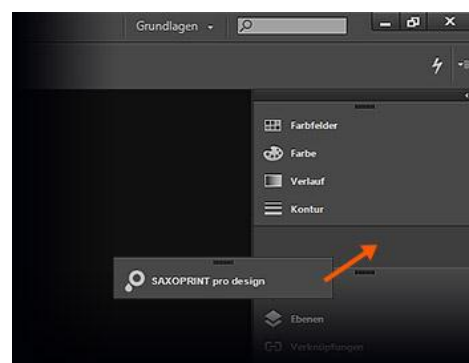 Grundlagen
Farbfelder
Farbe
Verlauf
Kontur
SAXOPRINT pro design
Ebenen
Verknüpfungen